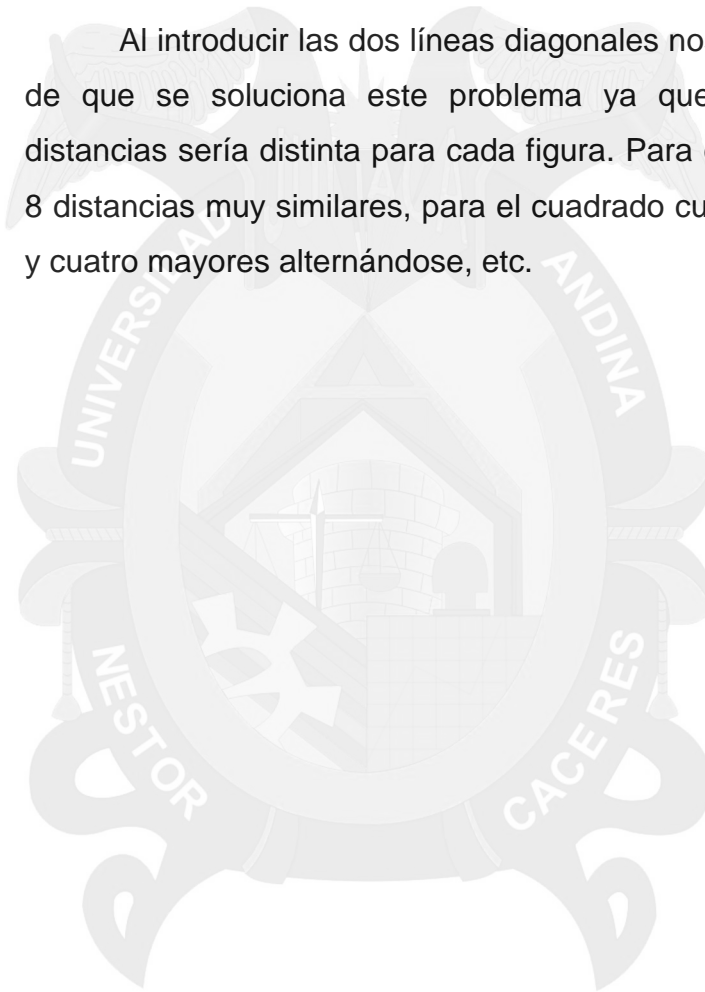 Al introducir las dos líneas diagonales no
de que se soluciona este problema ya que
distancias sería distinta para cada figura. Para
8 distancias muy similares, para el cuadrado cu
y cuatro mayores alternándose, etc.
UNIVERSIDAD ANDINA
NESTOR CACERES